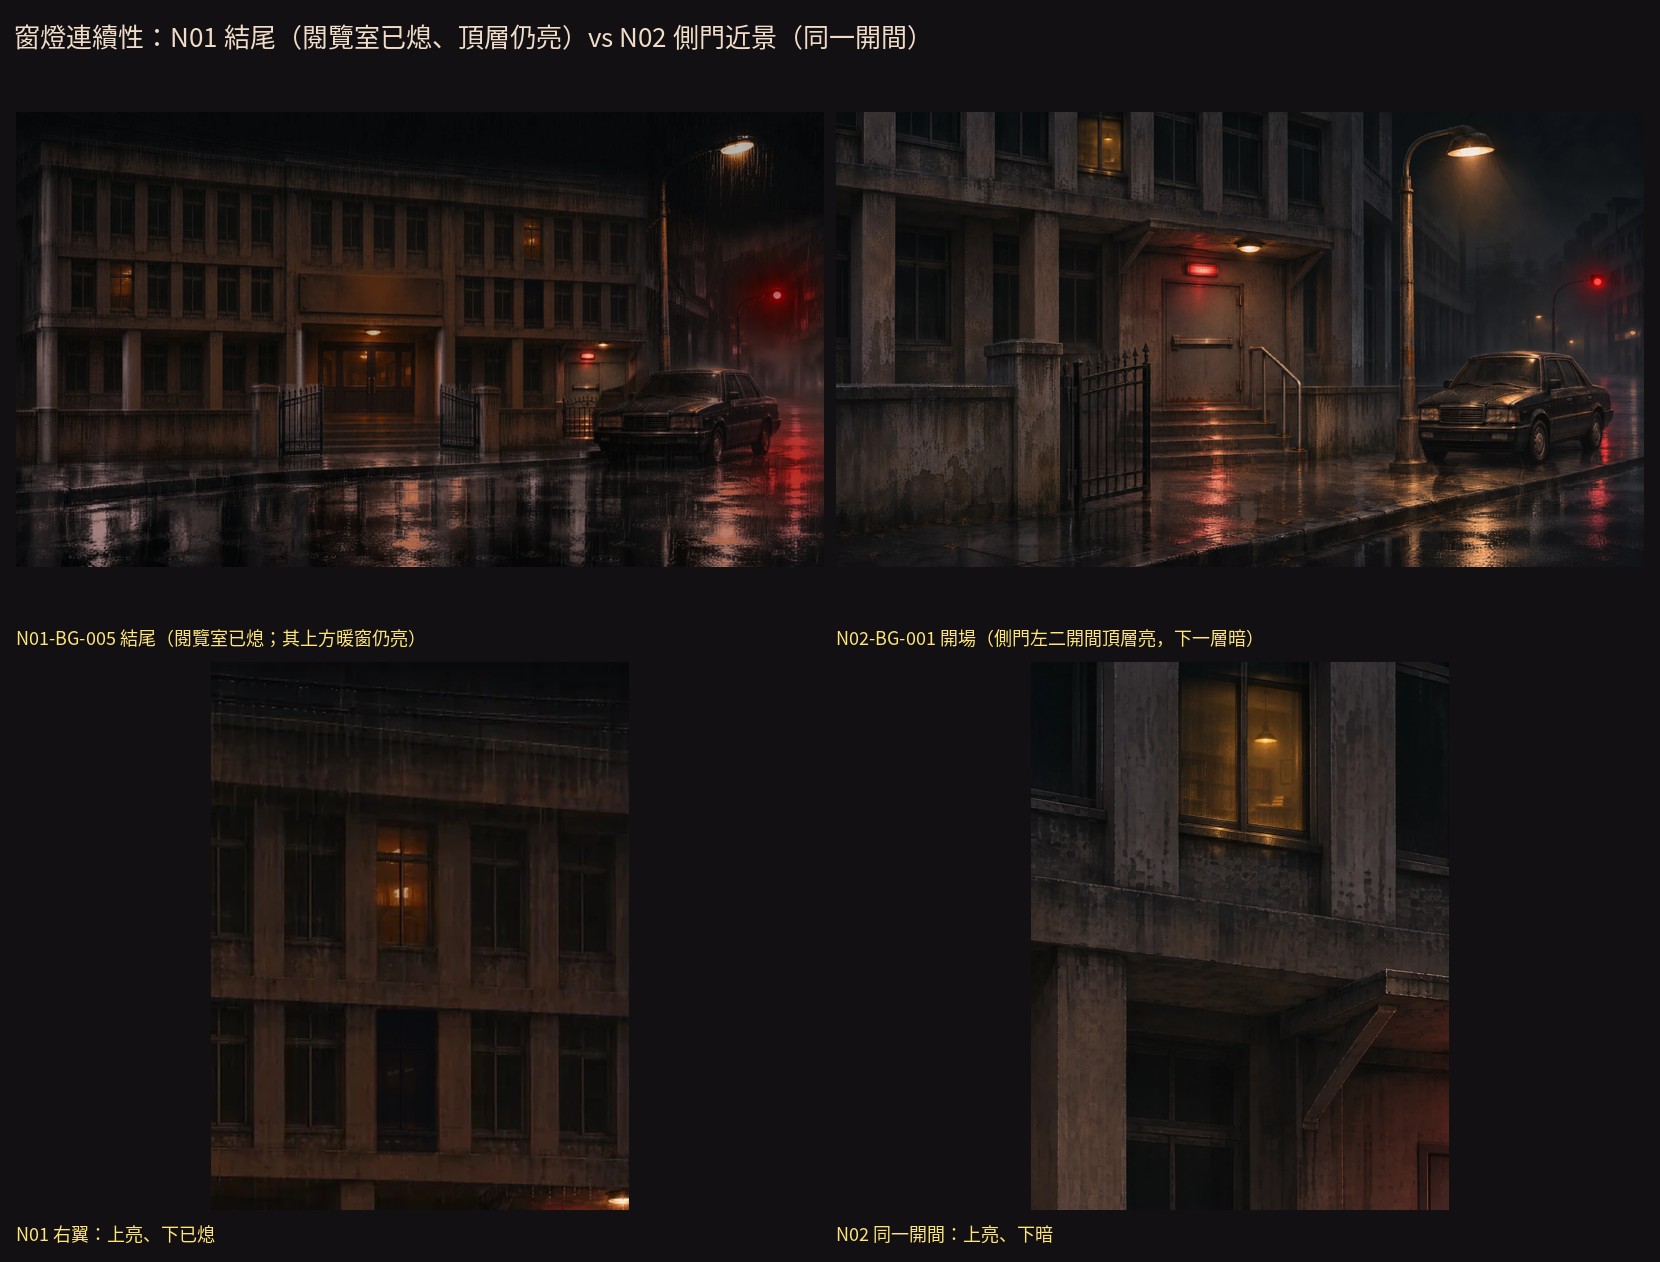 窗燈連續性：N01 結尾（閱覽室已熄、頂層仍亮）vs N02 側門近景（同一開間）
N01-BG-005 結尾（閱覽室已熄；其上方暖窗仍亮）
N02-BG-001 開場（側門左二開間頂層亮，下一層暗）
N01 右翼：上亮、下已熄
N02 同一開間：上亮、下暗